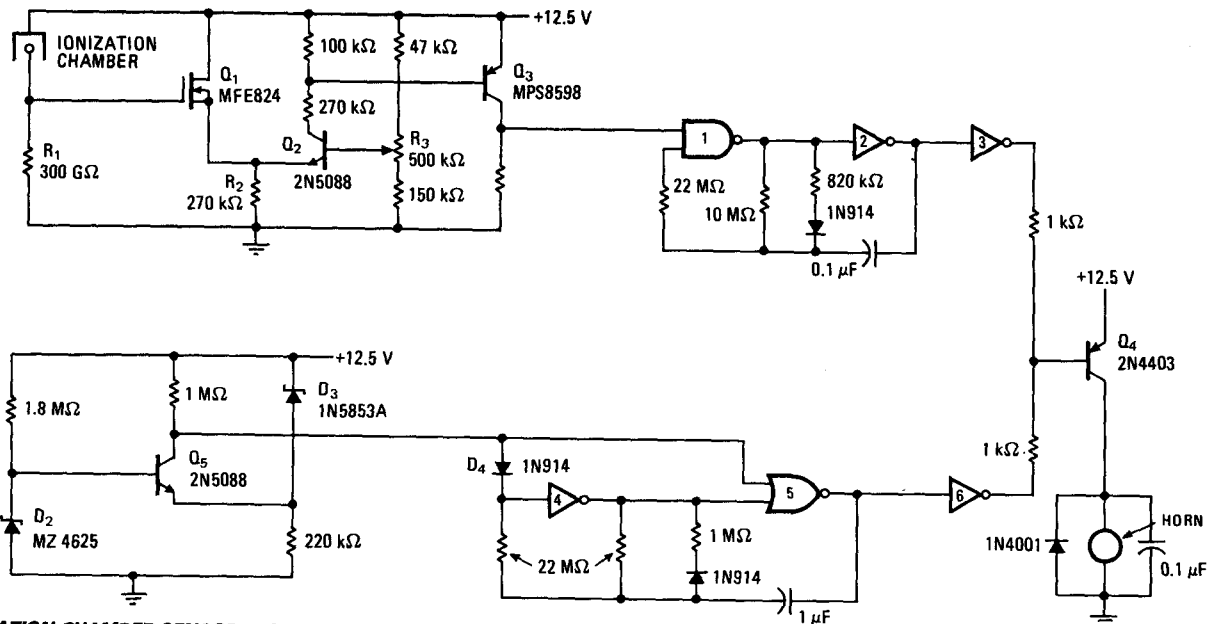 +12.5 V
IONIZATION
CHAMBER
100 kΩ
47 kΩ
Q1
MFE824
Q3
MPS8598
270 kΩ
R1
300 GΩ
Q2
2N5088
R3
500 kΩ
R2
270 kΩ
150 kΩ
1
2
3
22 MΩ
10 MΩ
820 kΩ
1N914
0.1 μF
1 kΩ
+12.5 V
Q4
2N4403
+12.5 V
1.8 MΩ
1 MΩ
D3
1N5853A
Q5
2N5088
D2
MZ 4625
220 kΩ
D4
1N914
4
5
6
1 kΩ
22 MΩ
1 MΩ
1N914
1 μF
1N4001
HORN
0.1 μF